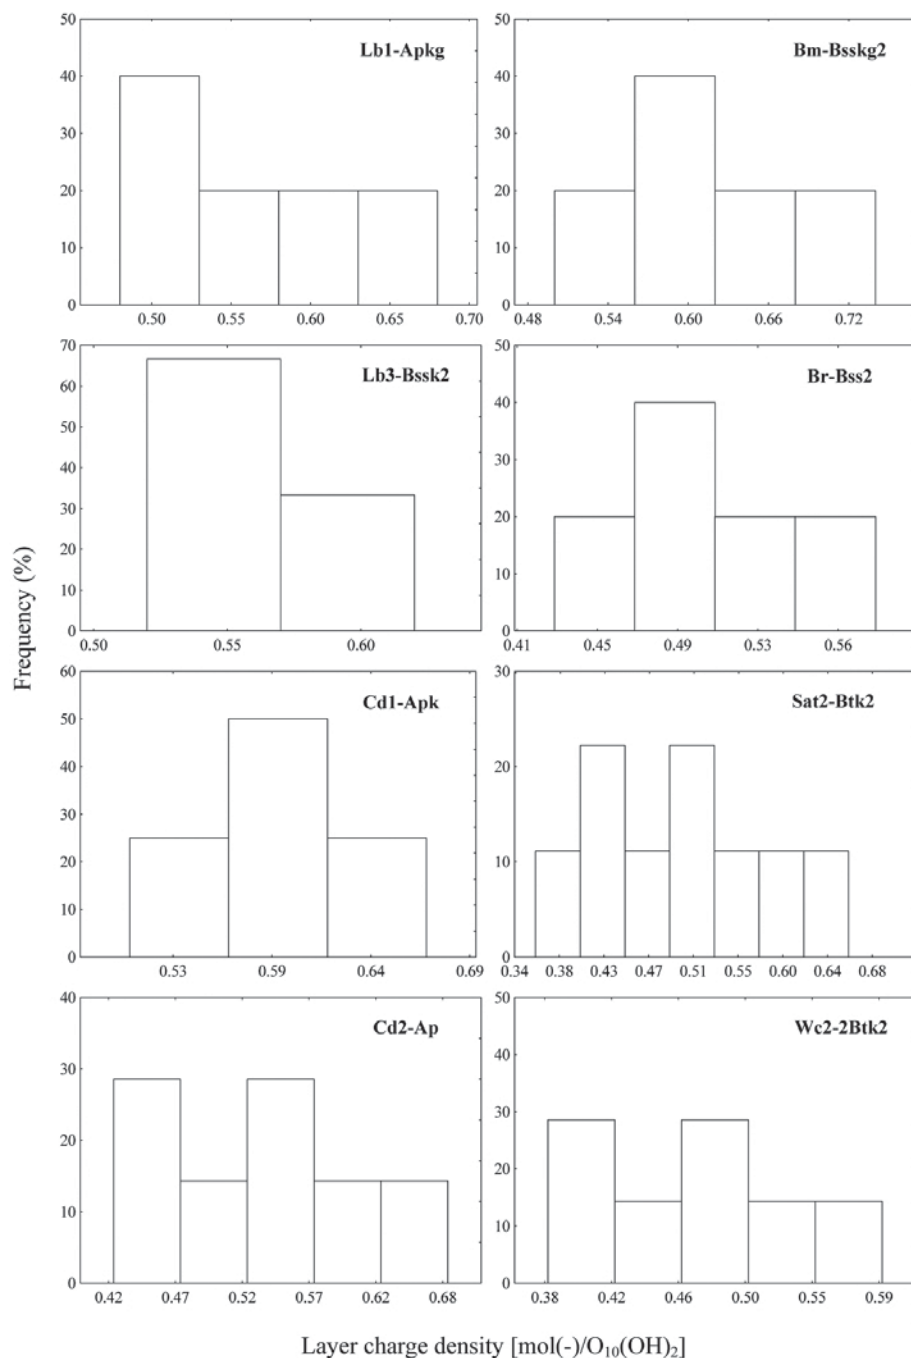 Frequency (%)
50
40
30
20
10
0
Lb1-Apkg
0.50 0.55 0.60 0.65 0.70
50
40
30
20
10
0
Bm-Bsskg2
0.48 0.54 0.60 0.66 0.72
70
60
50
40
30
20
10
0
Lb3-Bssk2
0.50 0.55 0.60
50
40
30
20
10
0
Br-Bss2
0.41 0.45 0.49 0.53 0.56
60
50
40
30
20
10
0
Cd1-Apk
0.53 0.59 0.64 0.69
30
20
10
0
Sat2-Btk2
0.34 0.38 0.43 0.47 0.51 0.55 0.60 0.64 0.68
40
30
20
10
0
Cd2-Ap
0.42 0.47 0.52 0.57 0.62 0.68
50
40
30
20
10
0
Wc2-2Btk2
0.38 0.42 0.46 0.50 0.55 0.59
Layer charge density [mol(-)/O₁₀(OH)₂]